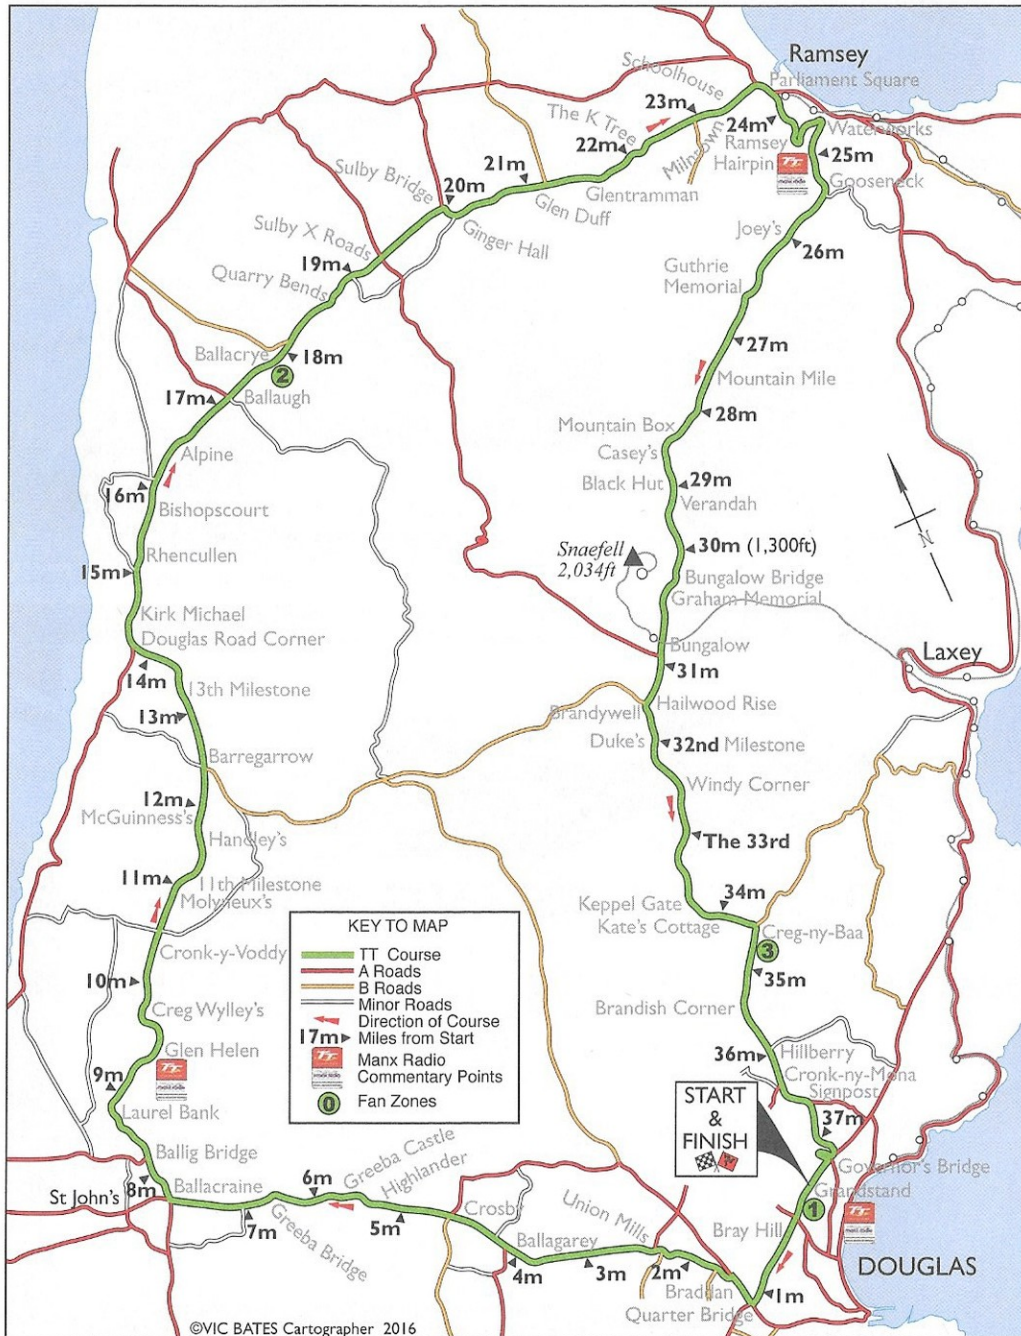 Ramsey
Parliament Square
Schoolhouse
23m
The K Tree
24m
Waterworks
Ramsey
Hairpin
22m
Milntown
25m
Gooseneck
21m
Sulby Bridge
20m
Glentramman
Glen Duff
Joey's
Ginger Hall
26m
Sulby X Roads
19m
Guthrie
Memorial
Quarry Bends
27m
Ballacrye
18m
2
Mountain Mile
17m
Ballaugh
28m
Mountain Box
Casey's
Alpine
Black Hut
29m
Verandah
16m
Bishopscourt
N
Snaefell
2,034ft
30m (1,300ft)
Rhencullen
15m
Bungalow Bridge
Graham Memorial
Kirk Michael
Douglas Road Corner
Bungalow
Laxey
14m
31m
13th Milestone
Hailwood Rise
13m
Brandywell
Duke's
32nd Milestone
Barregarrow
Windy Corner
12m
McGuinness's
The 33rd
Handley's
11m
11th Milestone
Molyneux's
34m
Keppel Gate
Kate's Cottage
Creg-ny-Baa
3
Cronk-y-Voddy
10m
35m
Creg Wylley's
Brandish Corner
Glen Helen
36m
Hillberry
9m
Cronk-ny-Mona
Signpost
Laurel Bank
37m
Ballig Bridge
Governor's Bridge
Grandstand
1
St John's
8m
Ballacraine
6m
Greeba Castle
Highlander
7m
Greeba Bridge
5m
Crosby
Union Mills
Bray Hill
Ballagarey
4m
3m
2m
Braddan
Quarter Bridge
1m
DOUGLAS
KEY TO MAP
TT Course
A Roads
B Roads
Minor Roads
Direction of Course
17m Miles from Start
TT
Manx Radio
Commentary Points
0 Fan Zones
START
&
FINISH
©VIC BATES Cartographer 2016